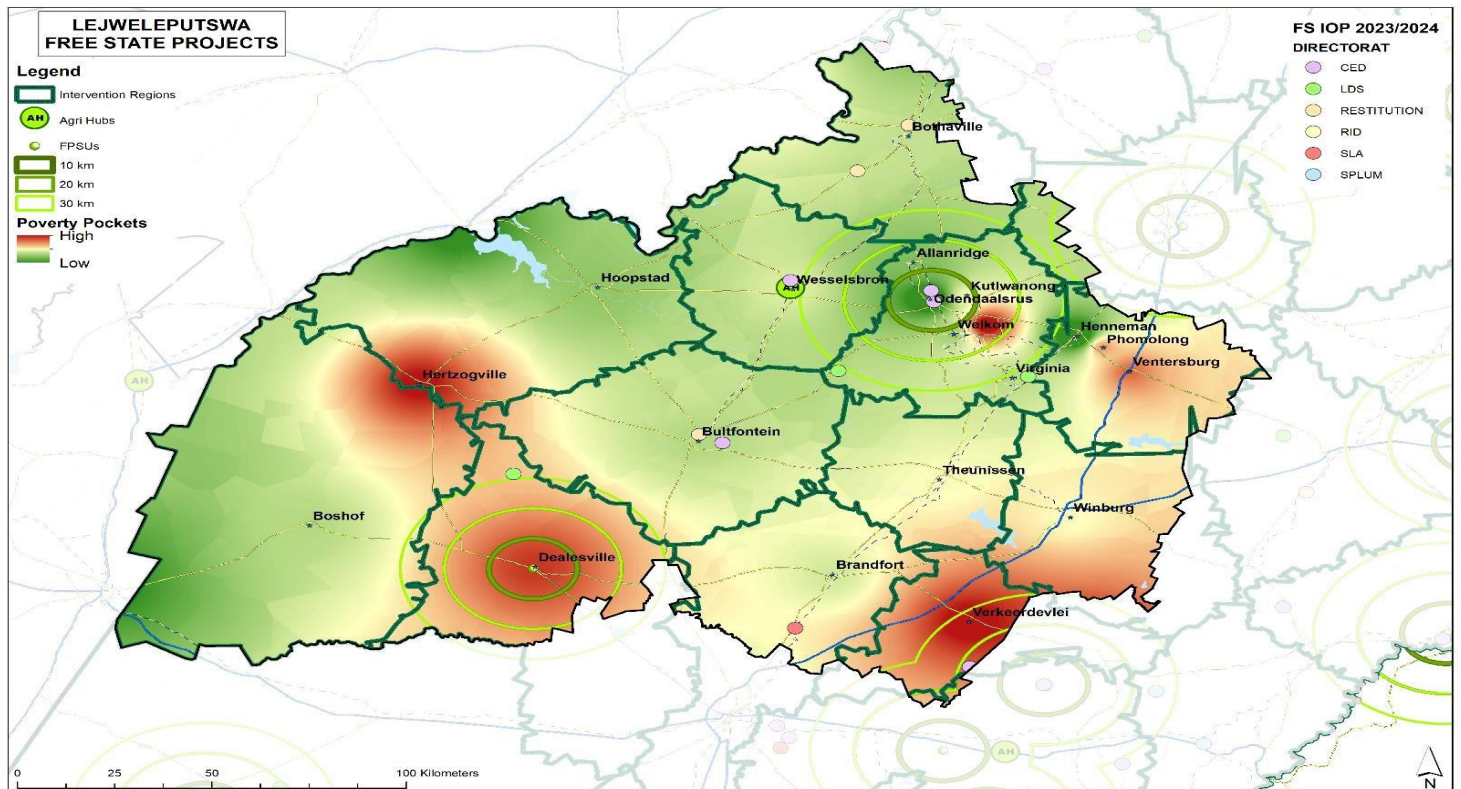 LEJWELEPUTSWA
FREE STATE PROJECTS
Legend
Intervention Regions
AH
Agri Hubs
FPSUs
10 km
20 km
30 km
Poverty Pockets
High
Low
FS IOP 2023/2024
DIRECTORAT
CED
LDS
RESTITUTION
RID
SLA
SPLUM
Bothaville
Allanridge
Hoopstad
Wesselsbron
AH
Kutlwanong
Odendaalsrus
Welkom
Henneman
Phomolong
Ventersburg
Virginia
Hertzogville
AH
Bultfontein
Theunissen
Winburg
Boshof
Dealesville
Brandfort
Verkeerdevlei
AH
0
25
50
100 Kilometers
N